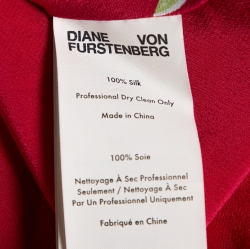 DIANE VON
FURSTENBERG
100% Silk
Professional Dry Clean Only
Made in China
100% Soie
Nettoyage À Sec Professionnel
Seulement / Nettoyage À Sec
Par Un Professionnel Uniquement
Fabriqué en Chine